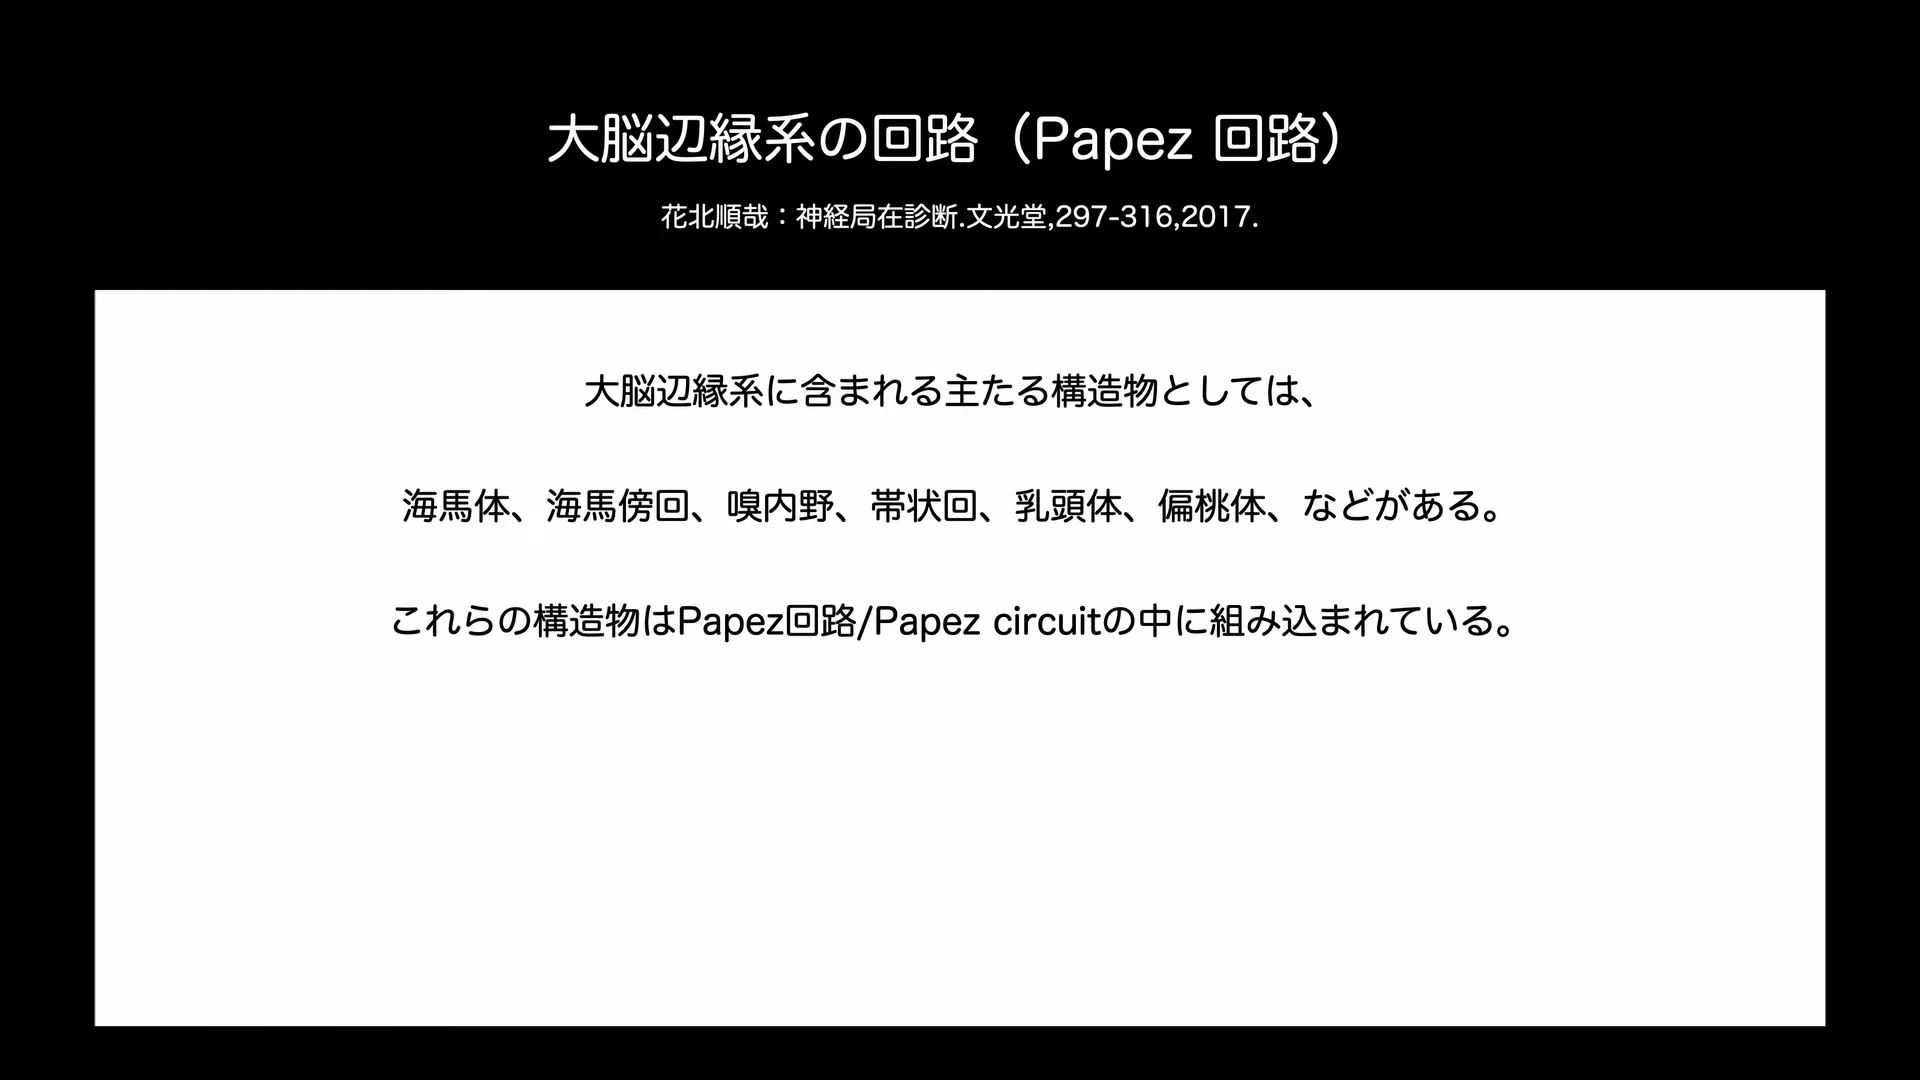 大脳辺縁系の回路（Papez 回路）
花北順哉：神経局在診断.文光堂,297-316,2017.
大脳辺縁系に含まれる主たる構造物としては、
海馬体、海馬傍回、嗅内野、帯状回、乳頭体、偏桃体、などがある。
これらの構造物はPapez回路/Papez circuitの中に組み込まれている。